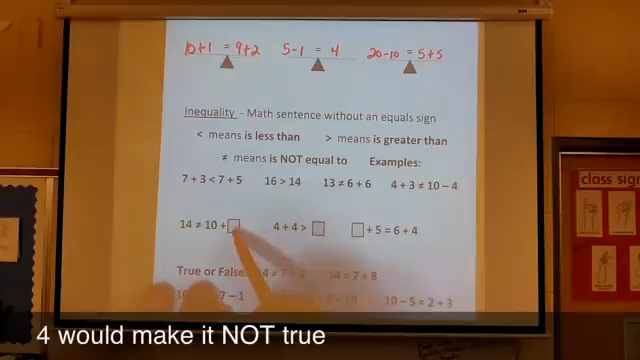 10+1 = 9+2 5-1 = 4 20-10 = 5+5
Inequality - Math sentence without an equals sign
< means is less than > means is greater than
≠ means is NOT equal to Examples:
7 + 3 < 7 + 5 16 > 14 13 ≠ 6 + 6 4 + 3 ≠ 10 – 4
14 ≠ 10 + □ 4 + 4 > □ □ + 5 = 6 + 4
True or False: 14 = 7 + 8
7 – 1 10 – 5 = 2 + 3
class sign
4 would make it NOT true